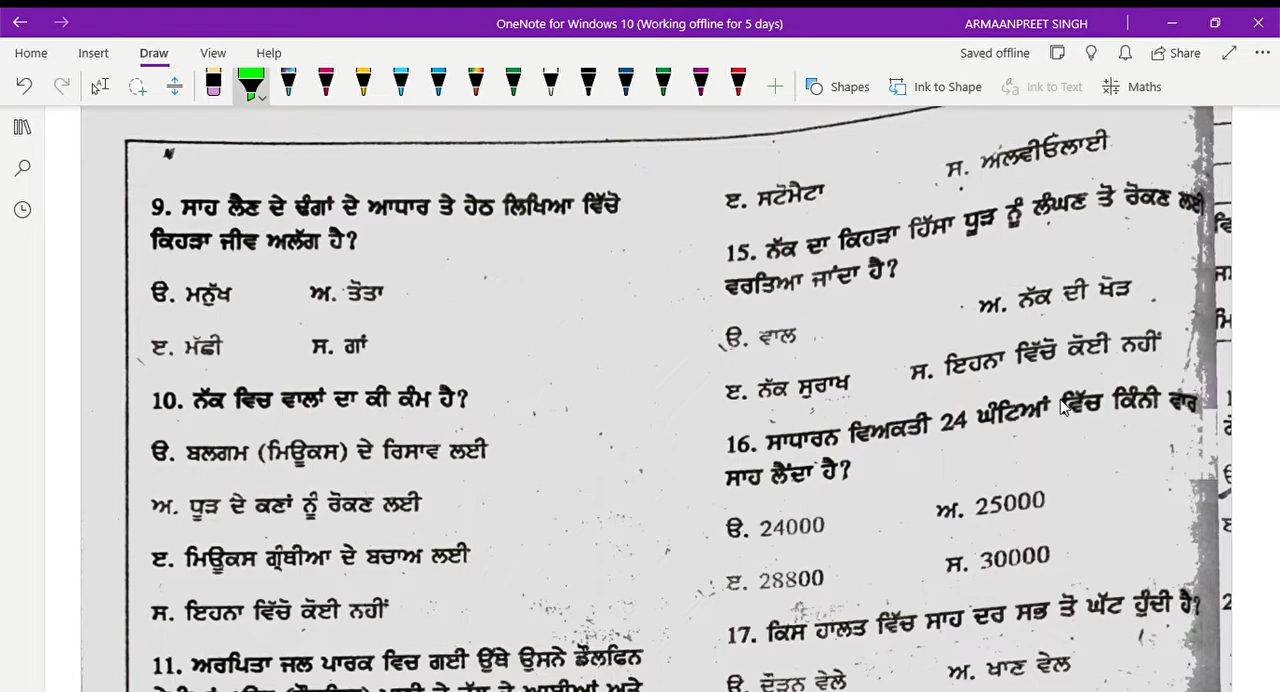 OneNote for Windows 10 (Working offline for 5 days)
ARMAANPREET SINGH
Home Insert Draw View Help
Saved offline
Share
Shapes
Ink to Shape
Ink to Text
Maths
9. ਸਾਹ ਲੈਣ ਦੇ ਢੰਗਾਂ ਦੇ ਆਧਾਰ ਤੇ ਹੇਠ ਲਿਖਿਆ ਵਿੱਚੋ
ਕਿਹੜਾ ਜੀਵ ਅਲੱਗ ਹੈ?
ੳ. ਮਨੁੱਖ ਅ. ਤੋਤਾ
ੲ. ਮੱਛੀ ਸ. ਗਾਂ
10. ਨੱਕ ਵਿਚ ਵਾਲਾਂ ਦਾ ਕੀ ਕੰਮ ਹੈ?
ੳ. ਬਲਗਮ (ਮਿਊਕਸ) ਦੇ ਰਿਸਾਵ ਲਈ
ਅ. ਧੂੜ ਦੇ ਕਣਾਂ ਨੂੰ ਰੋਕਣ ਲਈ
ੲ. ਮਿਊਕਸ ਗ੍ਰੰਥੀਆ ਦੇ ਬਚਾਅ ਲਈ
ਸ. ਇਹਨਾ ਵਿੱਚੋ ਕੋਈ ਨਹੀਂ
11. ਅਰਪਿਤਾ ਜਲ ਪਾਰਕ ਵਿਚ ਗਈ ਉੱਥੇ ਉਸਨੇ ਡੌਲਫਿਨ
ੲ. ਸਟੋਮੈਟਾ ਸ. ਅਲਵੀਓਲਾਈ
15. ਨੱਕ ਦਾ ਕਿਹੜਾ ਹਿੱਸਾ ਧੂੜ ਨੂੰ ਲੰਘਣ ਤੋ ਰੋਕਣ ਲਈ
ਵਰਤਿਆ ਜਾਂਦਾ ਹੈ?
ੳ. ਵਾਲ ਅ. ਨੱਕ ਦੀ ਖੋੜ
ੲ. ਨੱਕ ਸੁਰਾਖ ਸ. ਇਹਨਾ ਵਿੱਚੋ ਕੋਈ ਨਹੀਂ
16. ਸਾਧਾਰਨ ਵਿਅਕਤੀ 24 ਘੰਟਿਆਂ ਵਿੱਚ ਕਿੰਨੀ ਵਾਰ
ਸਾਹ ਲੈਂਦਾ ਹੈ?
ੳ. 24000 ਅ. 25000
ੲ. 28800 ਸ. 30000
17. ਕਿਸ ਹਾਲਤ ਵਿੱਚ ਸਾਹ ਦਰ ਸਭ ਤੋ ਘੱਟ ਹੁੰਦੀ ਹੈ?
ੳ. ਦੌੜਨ ਵੇਲੇ ਅ. ਖਾਣ ਵੇਲ